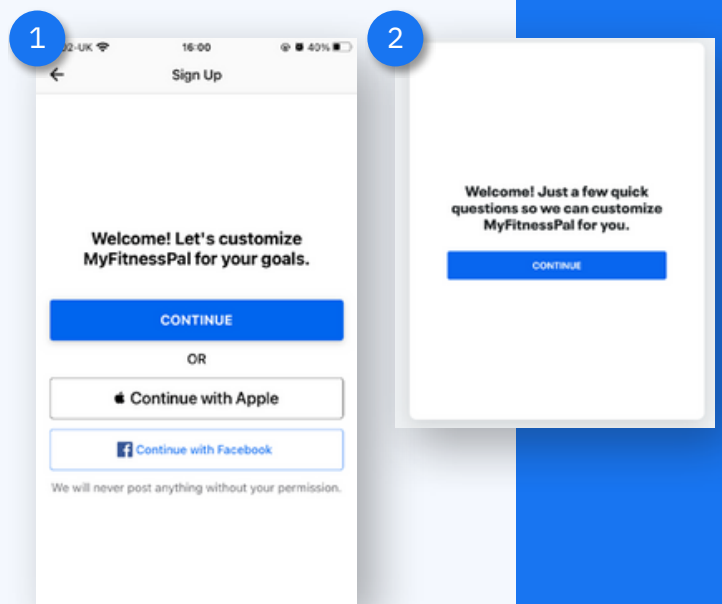 1
2-UK
16:00
40%
Sign Up
Welcome! Let's customize
MyFitnessPal for your goals.
CONTINUE
OR
Continue with Apple
Continue with Facebook
We will never post anything without your permission.
2
Welcome! Just a few quick
questions so we can customize
MyFitnessPal for you.
CONTINUE